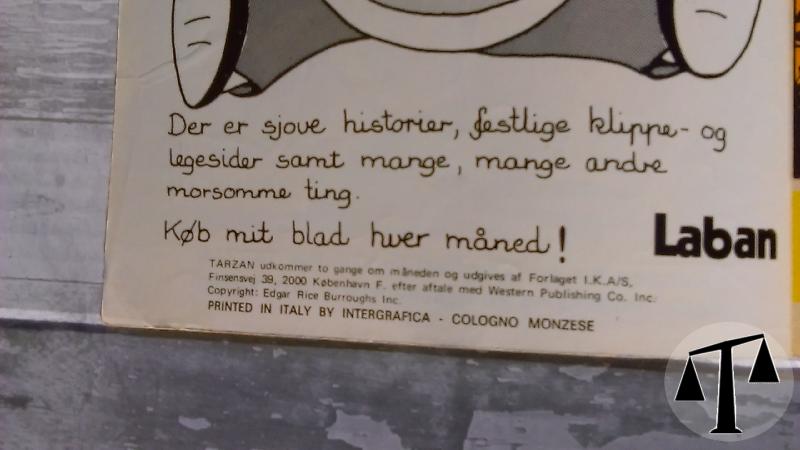 Der er sjove historier, festlige klippe- og
legesider samt mange, mange andre
morsomme ting.
Køb mit blad hver måned!
Laban
TARZAN udkommer to gange om måneden og udgives af Forlaget I.K.A/S,
Finsensvej 39, 2000 København F. efter aftale med Western Publishing Co. Inc.
Copyright: Edgar Rice Burroughs Inc.
PRINTED IN ITALY BY INTERGRAFICA - COLOGNO MONZESE